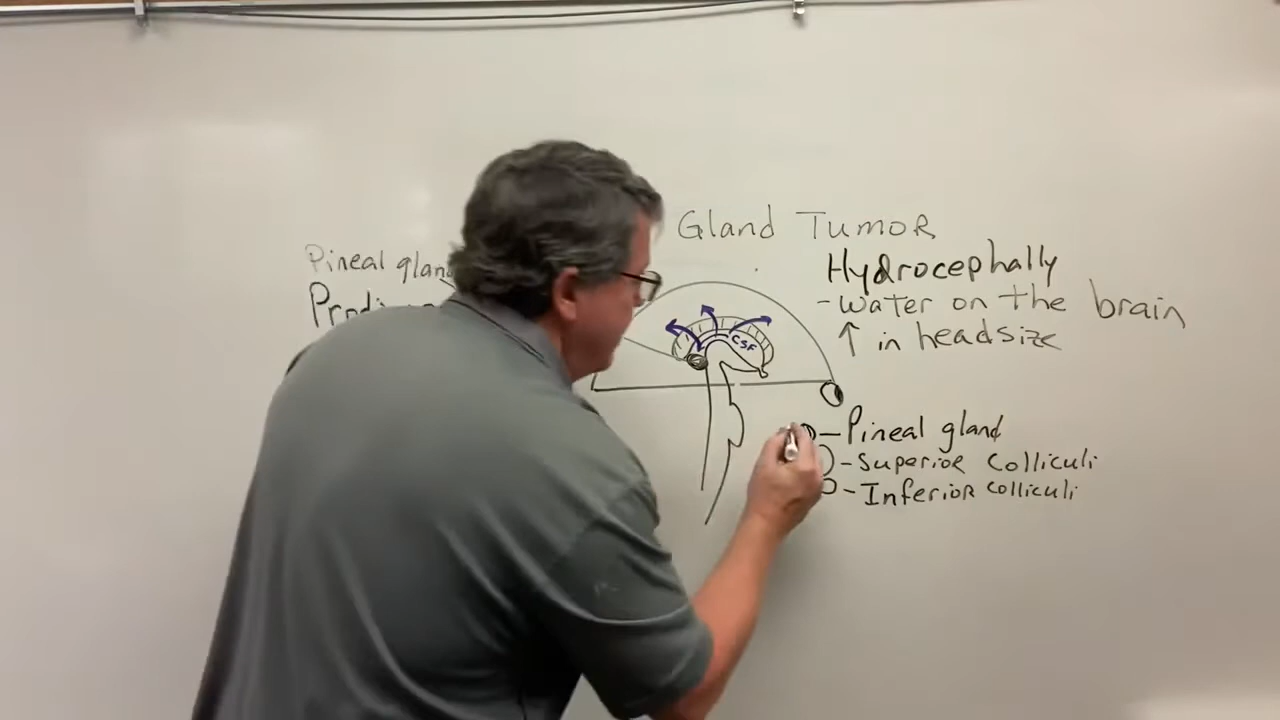 Gland Tumor
Pineal gland
Hydrocephally
- water on the brain
↑ in headsize
CSF
- Pineal gland
- Superior Colliculi
- Inferior Colliculi